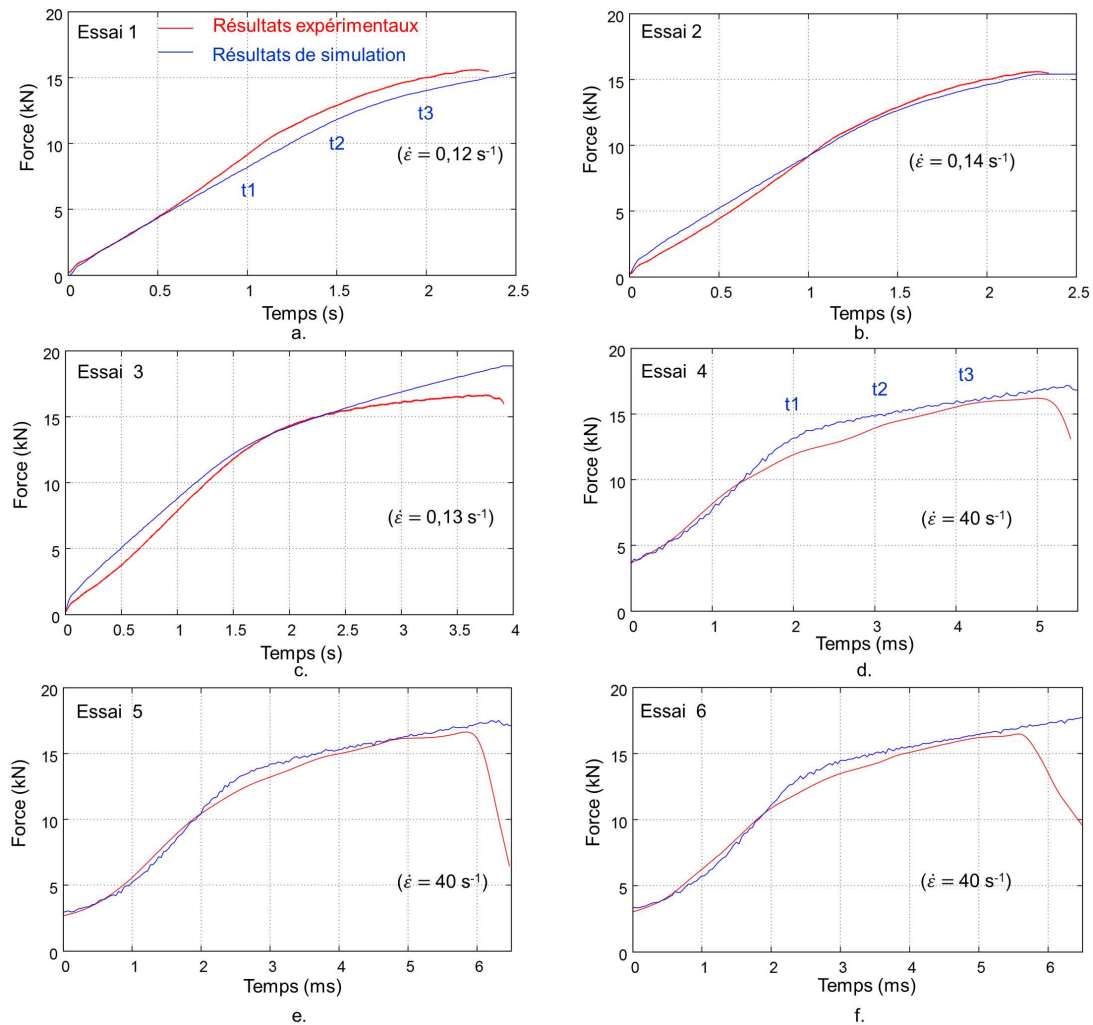 Essai 1
Résultats expérimentaux
Résultats de simulation
20
15
10
5
0
Force (kN)
t1
t2
t3
(ε̇ = 0,12 s-1)
0
0.5
1
1.5
2
2.5
Temps (s)
a.
Essai 2
20
15
10
5
0
Force (kN)
(ε̇ = 0,14 s-1)
0
0.5
1
1.5
2
2.5
Temps (s)
b.
Essai 3
20
15
10
5
0
Force (kN)
(ε̇ = 0,13 s-1)
0
0.5
1
1.5
2
2.5
3
3.5
4
Temps (s)
c.
Essai 4
20
15
10
5
0
Force (kN)
t1
t2
t3
(ε̇ = 40 s-1)
0
1
2
3
4
5
Temps (ms)
d.
Essai 5
20
15
10
5
0
Force (kN)
(ε̇ = 40 s-1)
0
1
2
3
4
5
6
Temps (ms)
e.
Essai 6
20
15
10
5
0
Force (kN)
(ε̇ = 40 s-1)
0
1
2
3
4
5
6
Temps (ms)
f.